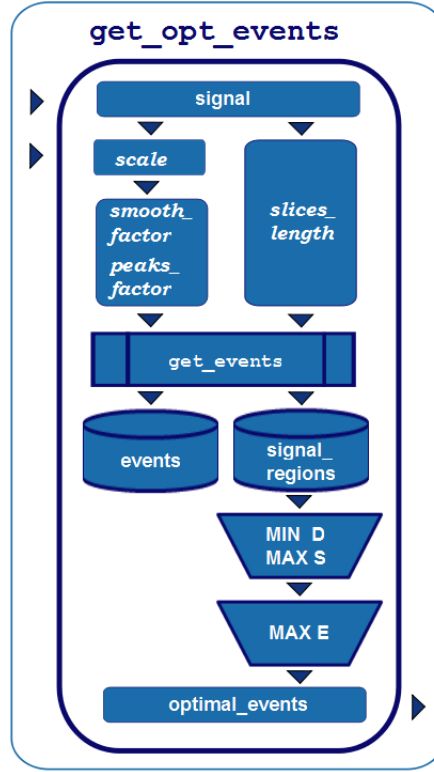 get_opt_events
signal
scale
smooth_
factor
peaks_
factor
slices_
length
get_events
events
signal_
regions
MIN D
MAX S
MAX E
optimal_events